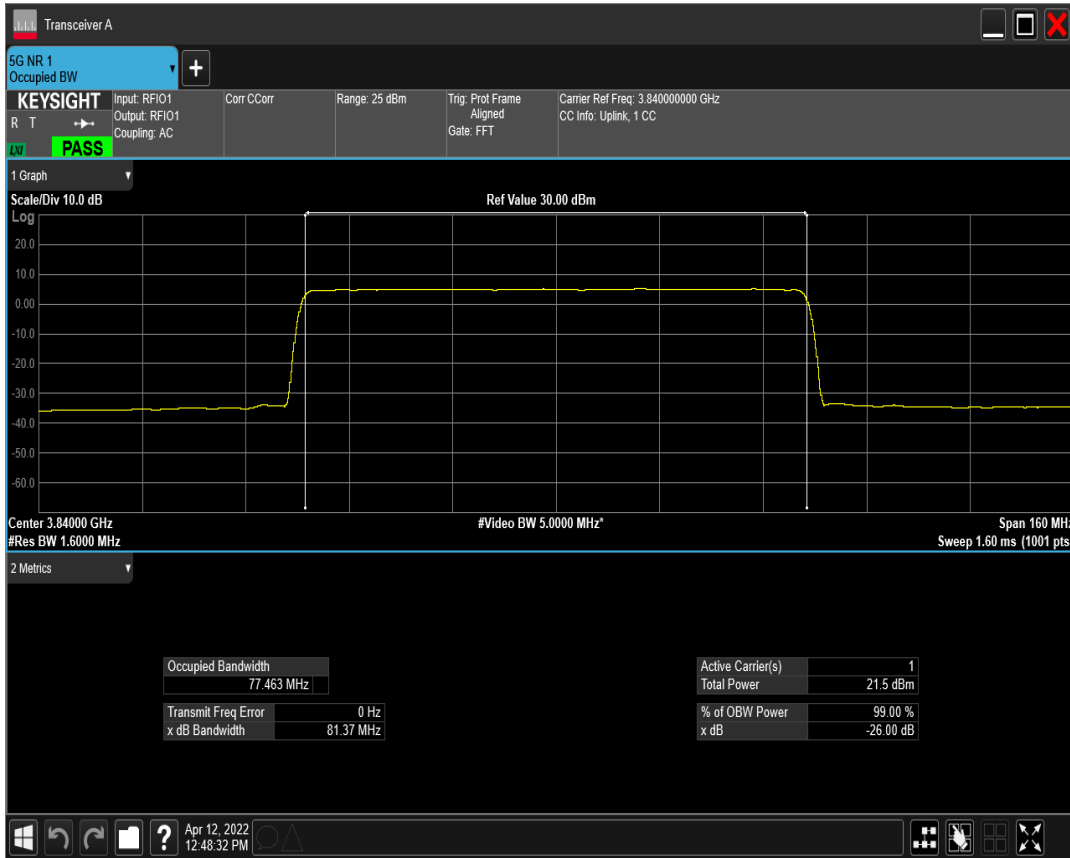 Transceiver A
5G NR 1
Occupied BW
KEYSIGHT
R T
LXI
PASS
Input: RFIO1
Output: RFIO1
Coupling: AC
Corr CCorr
Range: 25 dBm
Trig: Prot Frame
Aligned
Gate: FFT
Carrier Ref Freq: 3.840000000 GHz
CC Info: Uplink, 1 CC
1 Graph
Scale/Div 10.0 dB
Ref Value 30.00 dBm
Log
20.0
10.0
0.00
-10.0
-20.0
-30.0
-40.0
-50.0
-60.0
Center 3.84000 GHz
#Video BW 5.0000 MHz*
Span 160 MHz
#Res BW 1.6000 MHz
Sweep 1.60 ms (1001 pts
2 Metrics
Occupied Bandwidth
77.463 MHz
Transmit Freq Error 0 Hz
x dB Bandwidth 81.37 MHz
Active Carrier(s) 1
Total Power 21.5 dBm
% of OBW Power 99.00 %
x dB -26.00 dB
?
Apr 12, 2022
12:48:32 PM